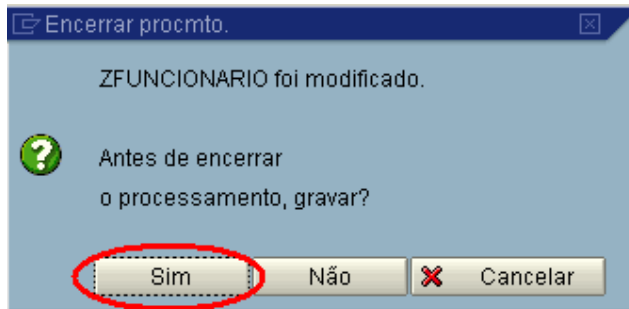 Encerrar procmto.
ZFUNCIONARIO foi modificado.
Antes de encerrar
o processamento, gravar?
Sim Não Cancelar